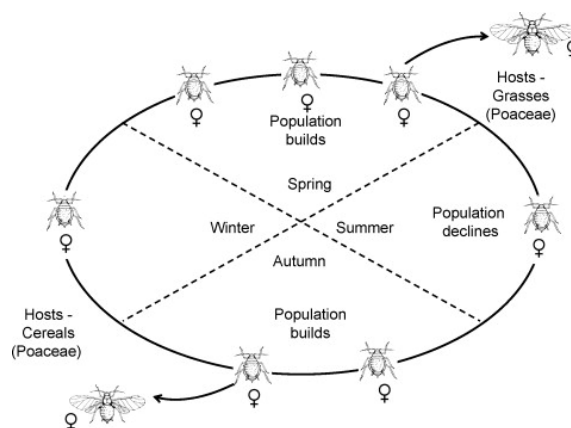 Hosts -
Grasses
(Poaceae)
♀
♀
♀
♀
Population
builds
Spring
♀
Winter
Summer
Population
declines
♀
Autumn
Hosts -
Cereals
(Poaceae)
Population
builds
♀
♀
♀